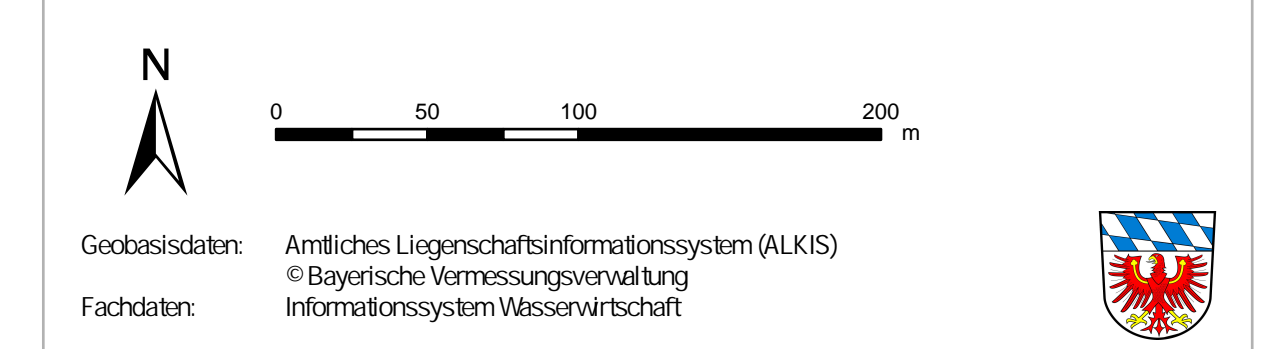 N
0 50 100 200
m
Geobasisdaten: Amtliches Liegenschaftsinformationssystem (ALKIS)
© Bayerische Vermessungsverwaltung
Fachdaten: Informationssystem Wasserwirtschaft